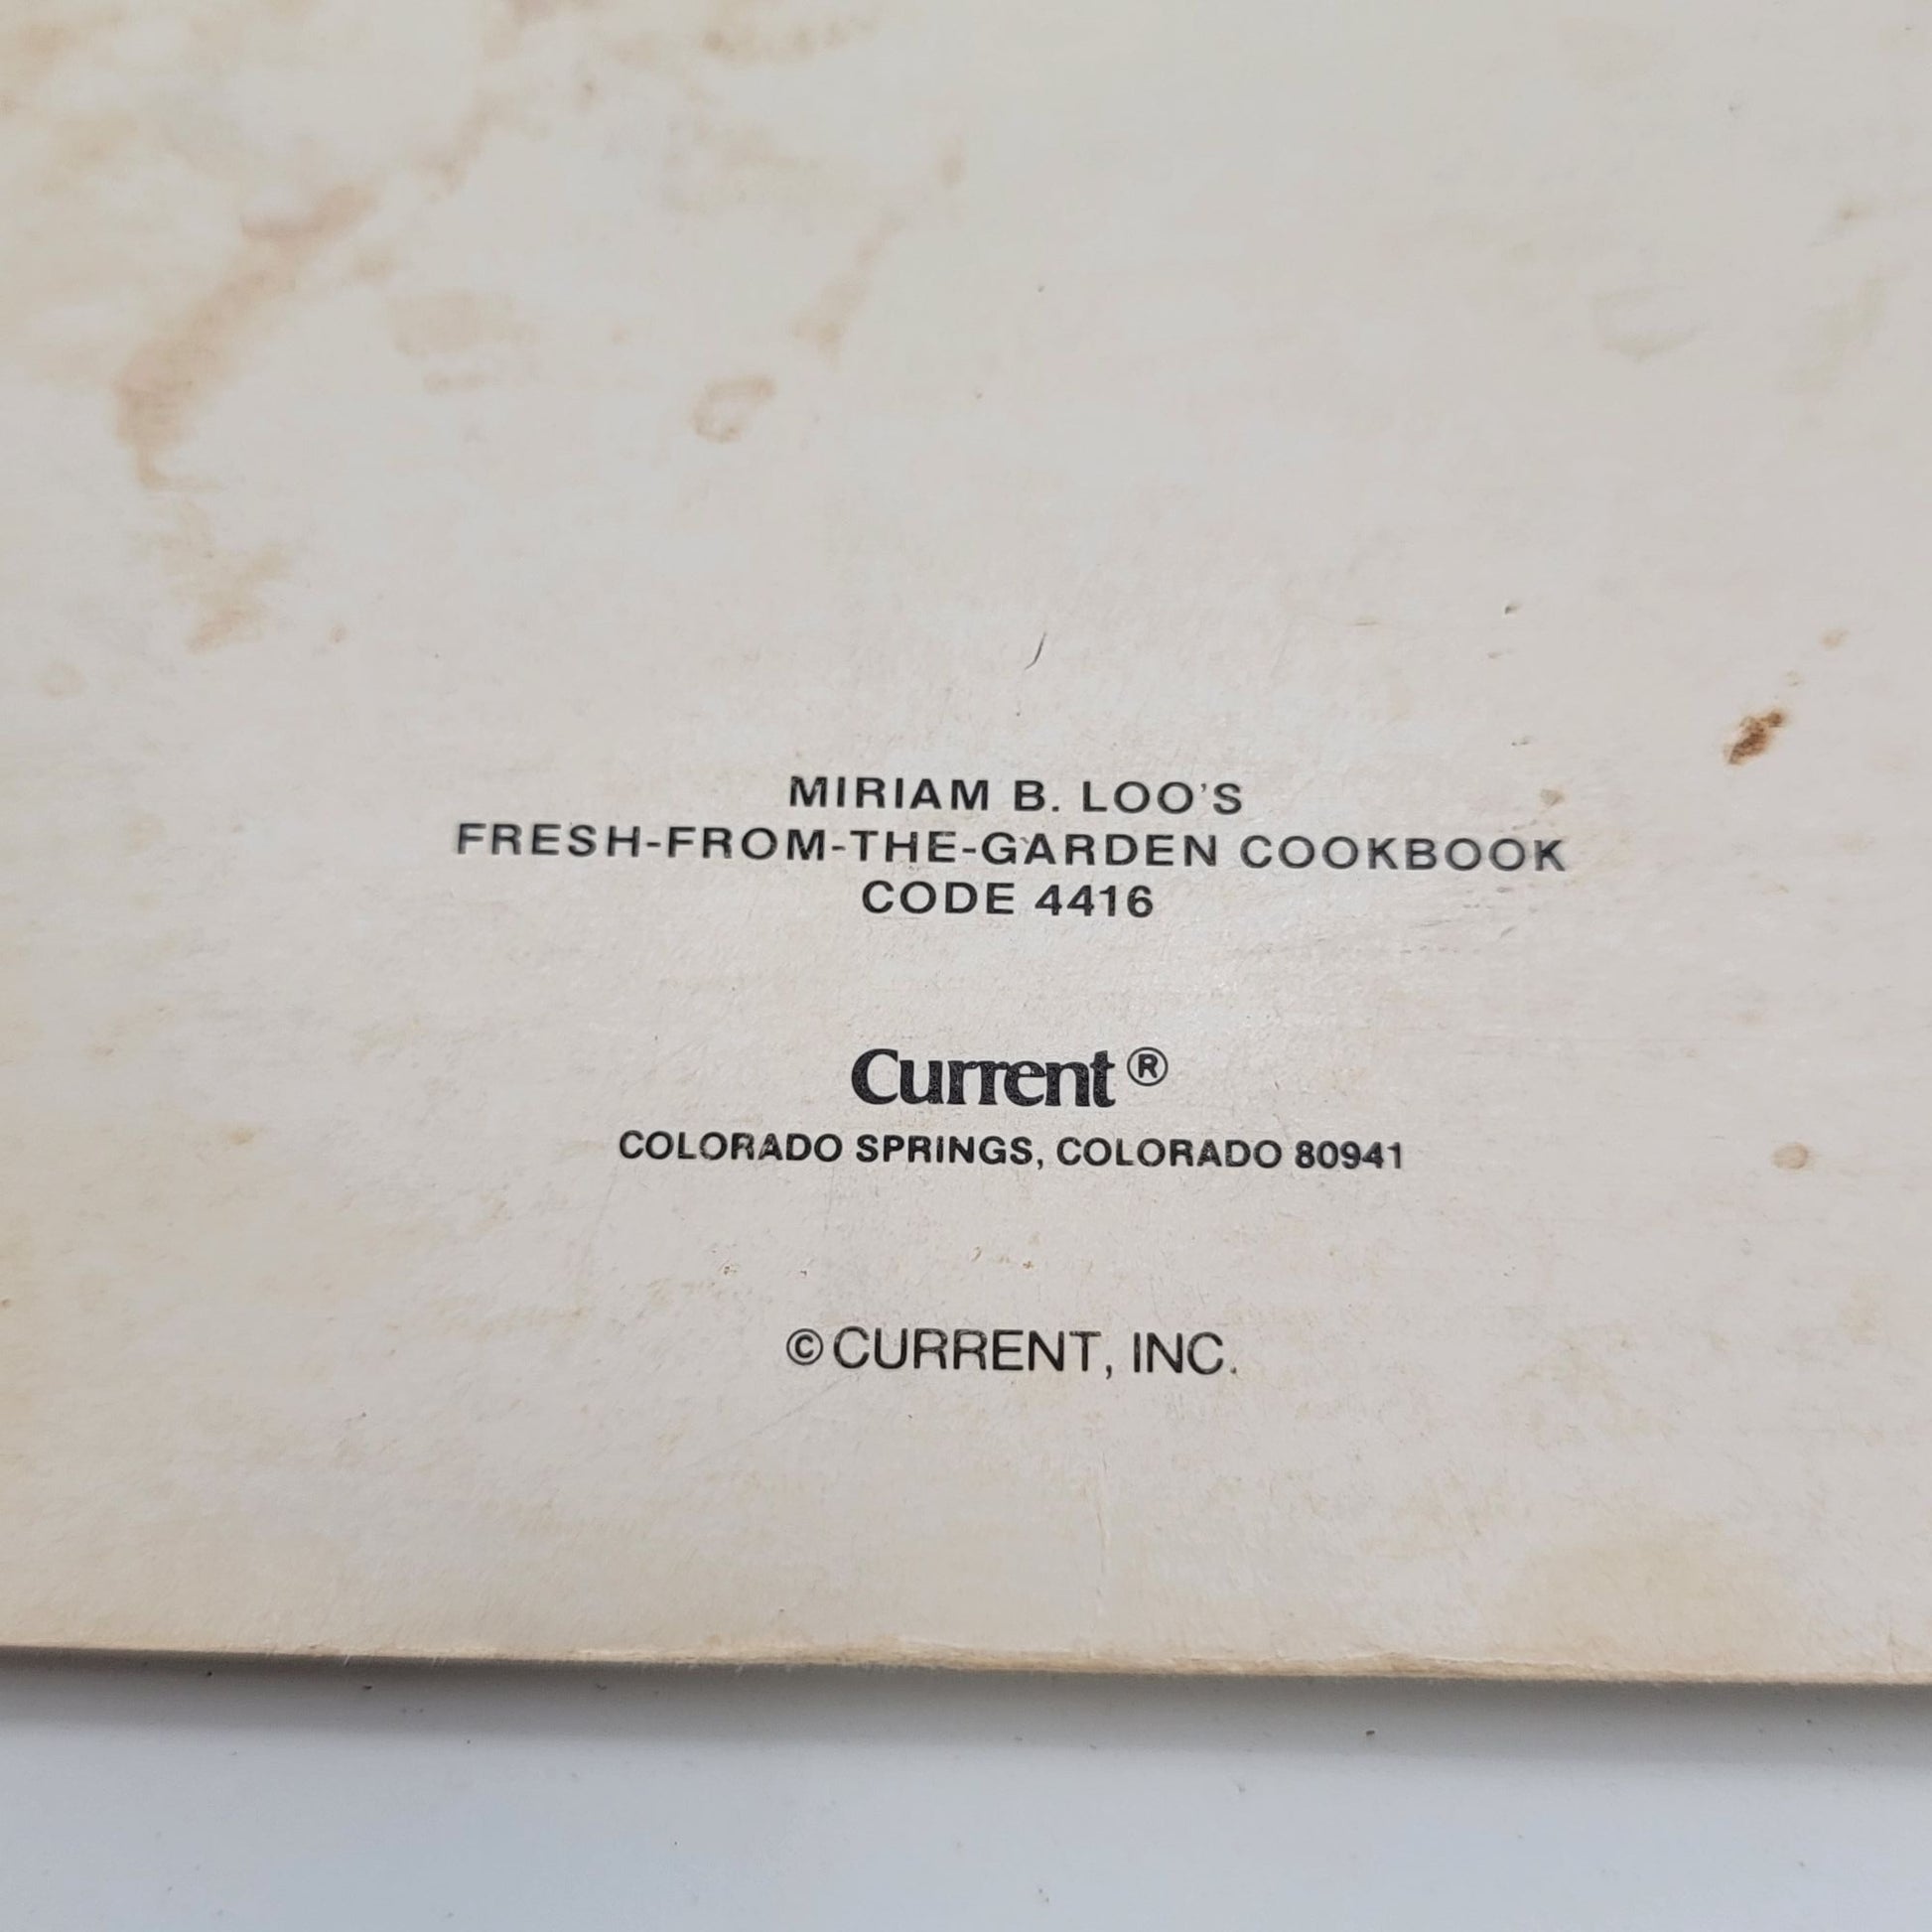 MIRIAM B. LOO'S
FRESH-FROM-THE-GARDEN COOKBOOK
CODE 4416
Current®
COLORADO SPRINGS, COLORADO 80941
©CURRENT, INC.